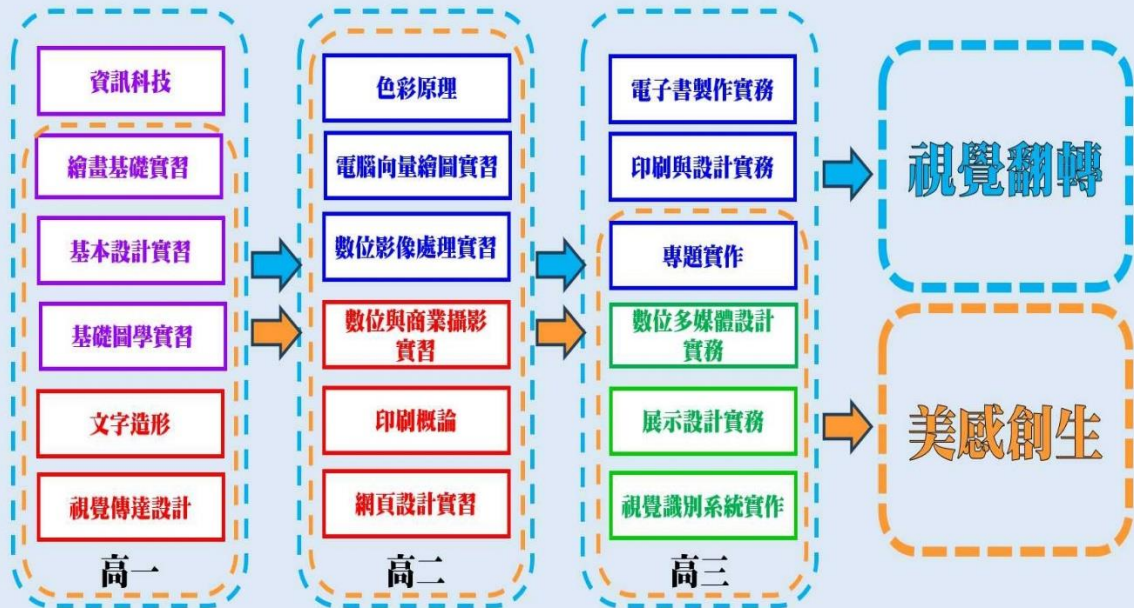 資訊科技
繪畫基礎實習
基本設計實習
基礎圖學實習
文字造形
視覺傳達設計
高一
色彩原理
電腦向量繪圖實習
數位影像處理實習
數位與商業攝影
實習
印刷概論
網頁設計實習
高二
電子書製作實務
印刷與設計實務
專題實作
數位多媒體設計
實務
展示設計實務
視覺識別系統實作
高三
視覺翻轉
美感創生